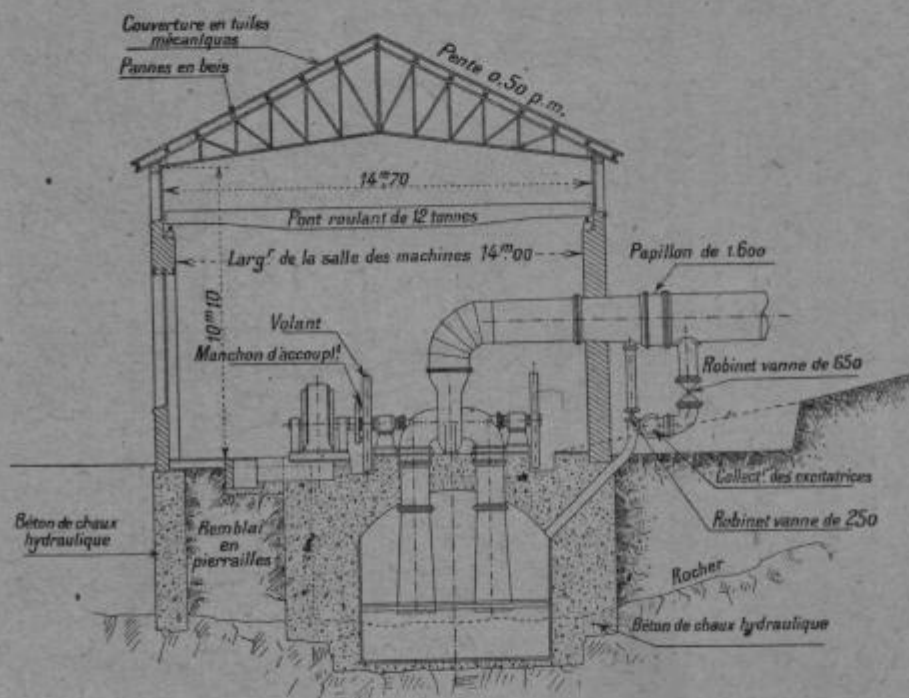 Couverture en tuiles
mécaniques
Pannes en bois
Pente 0.50 p.m.
14m70
Pont roulant de 12 tonnes
Largr de la salle des machines 14m00
Papillon de 1.600
10m10
Volant
Manchon d'accouplt
Robinet vanne de 650
Collectr des excitatrices
Robinet vanne de 250
Béton de chaux
hydraulique
Remblai
en
pierrailles
Rocher
Béton de chaux hydraulique